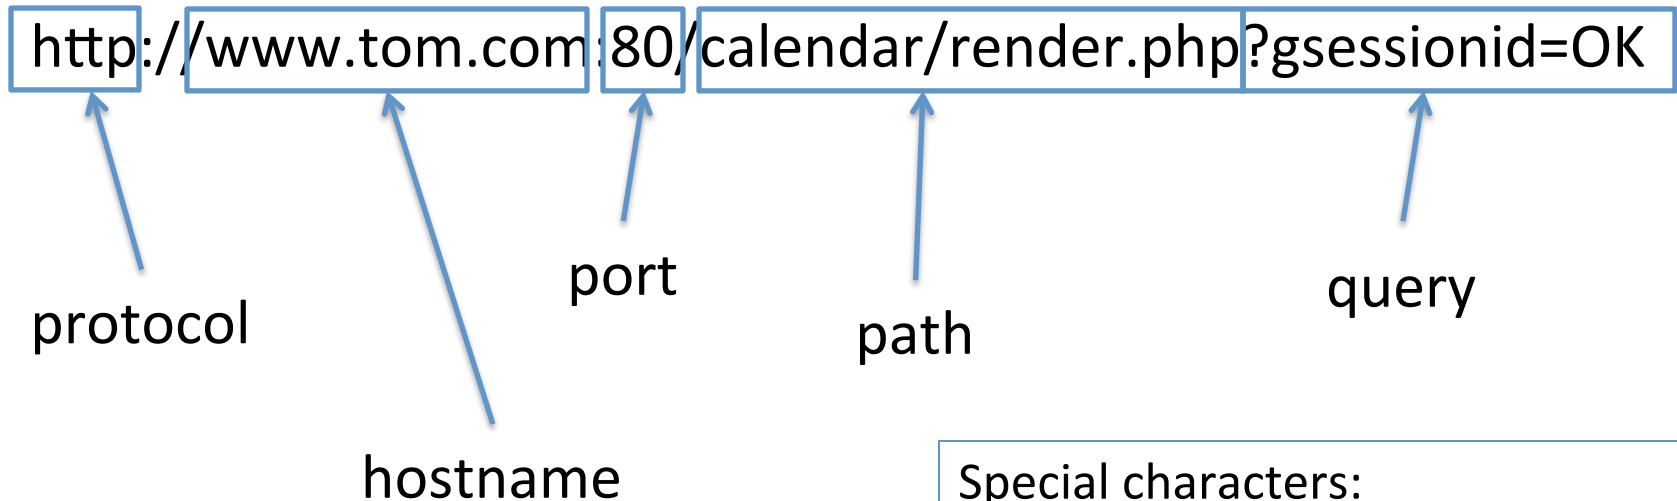 http://www.tom.com:80/calendar/render.php?gsessionid=OK
port
query
protocol
path
hostname
Special characters: